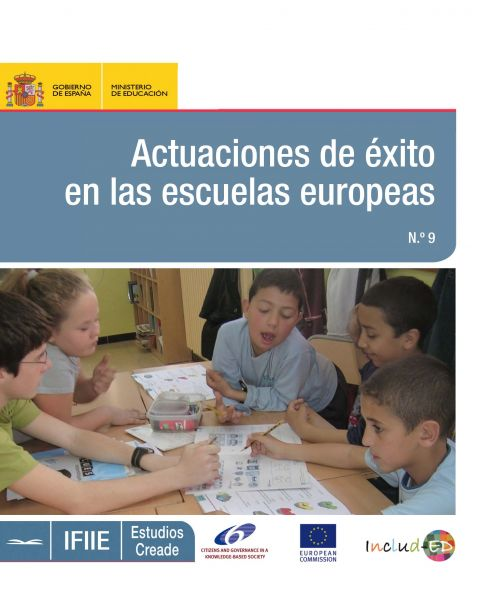 GOBIERNO
DE ESPAÑA
MINISTERIO
DE EDUCACIÓN
Actuaciones de éxito
en las escuelas europeas
N.º 9
IFIIE
Estudios
Creade
6
CITIZENS AND GOVERNANCE IN A
KNOWLEDGE-BASED SOCIETY
EUROPEAN
COMMISSION
Includ-ED